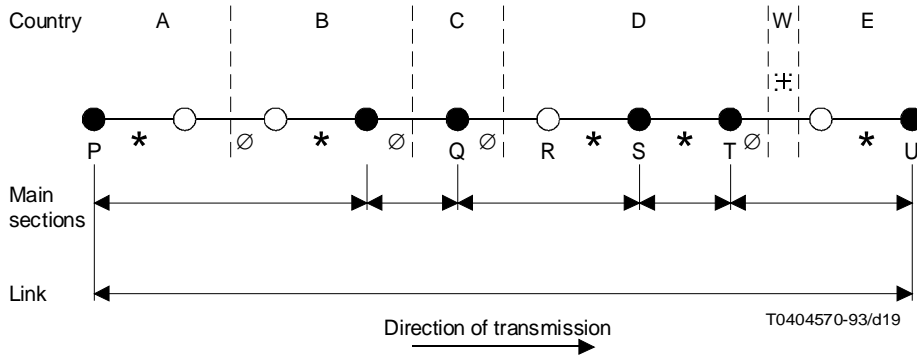 Country A B C D W E
* ∅ * ∅ ∅ * * ∅ *
P Q R S T U
Main
sections
Link
T0404570-93/d19
Direction of transmission